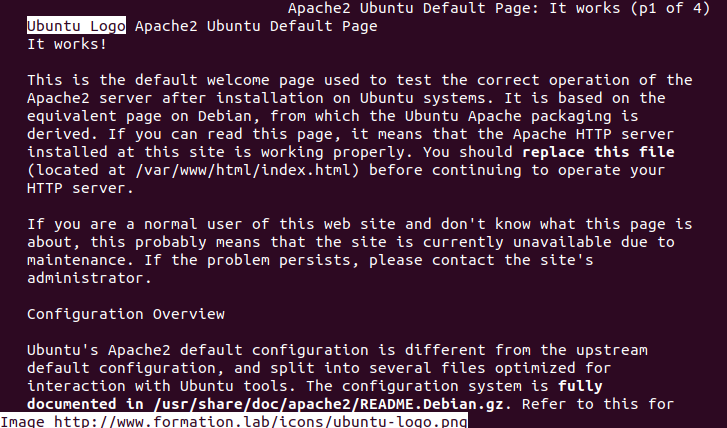 Apache2 Ubuntu Default Page: It works (p1 of 4)
Ubuntu Logo Apache2 Ubuntu Default Page
It works!
This is the default welcome page used to test the correct operation of the
Apache2 server after installation on Ubuntu systems. It is based on the
equivalent page on Debian, from which the Ubuntu Apache packaging is
derived. If you can read this page, it means that the Apache HTTP server
installed at this site is working properly. You should replace this file
(located at /var/www/html/index.html) before continuing to operate your
HTTP server.
If you are a normal user of this web site and don't know what this page is
about, this probably means that the site is currently unavailable due to
maintenance. If the problem persists, please contact the site's
administrator.
Configuration Overview
Ubuntu's Apache2 default configuration is different from the upstream
default configuration, and split into several files optimized for
interaction with Ubuntu tools. The configuration system is fully
documented in /usr/share/doc/apache2/README.Debian.gz. Refer to this for
Image http://www.formation.lab/icons/ubuntu-logo.png